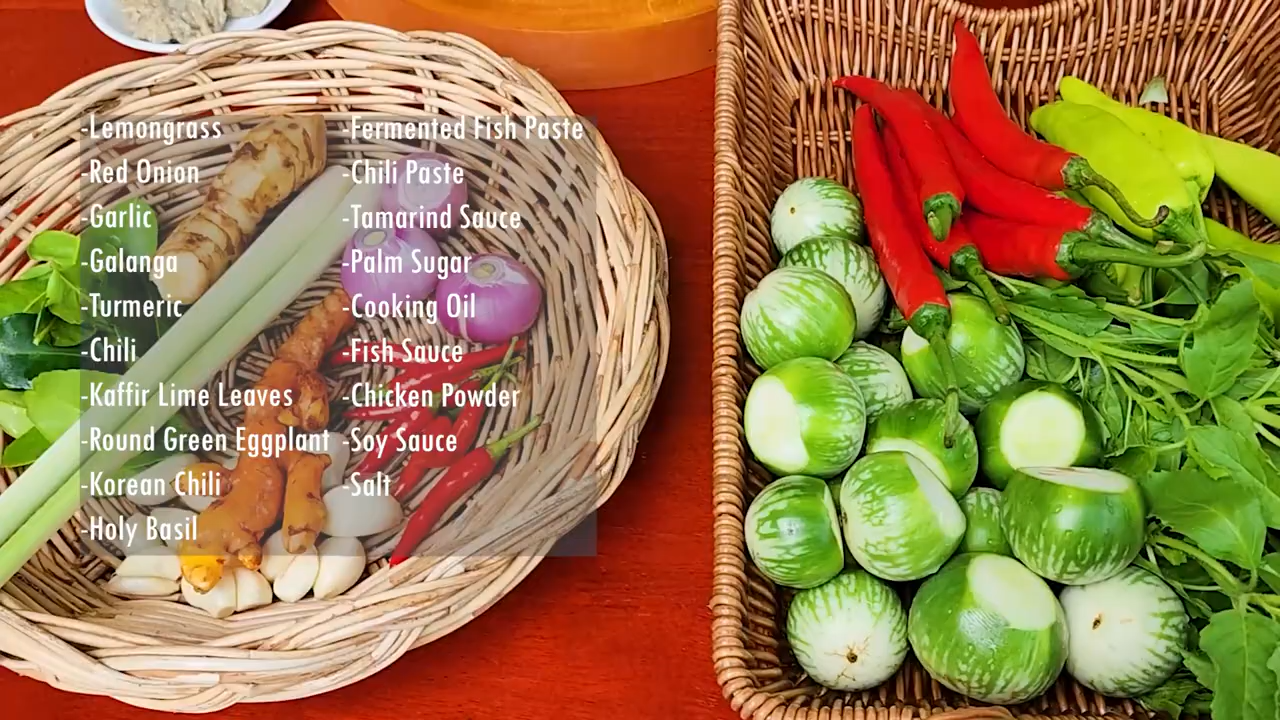 -Lemongrass
-Red Onion
-Garlic
-Galanga
-Turmeric
-Chili
-Kaffir Lime Leaves
-Round Green Eggplant
-Korean Chili
-Holy Basil
-Fermented Fish Paste
-Chili Paste
-Tamarind Sauce
-Palm Sugar
-Cooking Oil
-Fish Sauce
-Chicken Powder
-Soy Sauce
-Salt